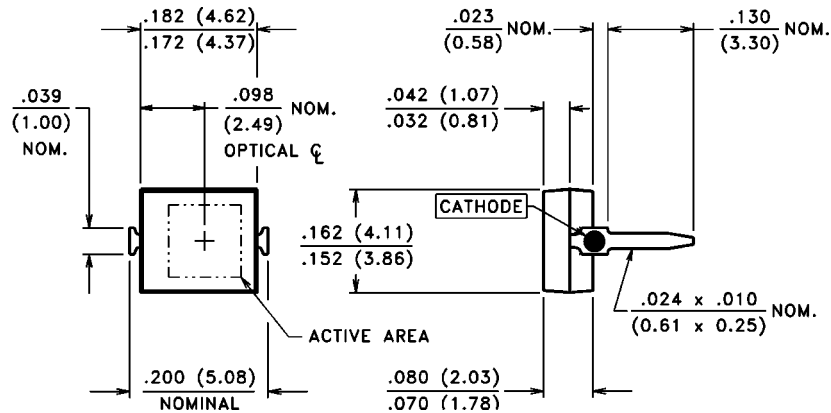 .182 (4.62)
.172 (4.37)
.023
(0.58) NOM.
.130
(3.30) NOM.
.039
(1.00)
NOM.
.098
(2.49) NOM.
OPTICAL ℄
.042 (1.07)
.032 (0.81)
CATHODE
.162 (4.11)
.152 (3.86)
.024 x .010
(0.61 x 0.25) NOM.
ACTIVE AREA
.200 (5.08)
NOMINAL
.080 (2.03)
.070 (1.78)